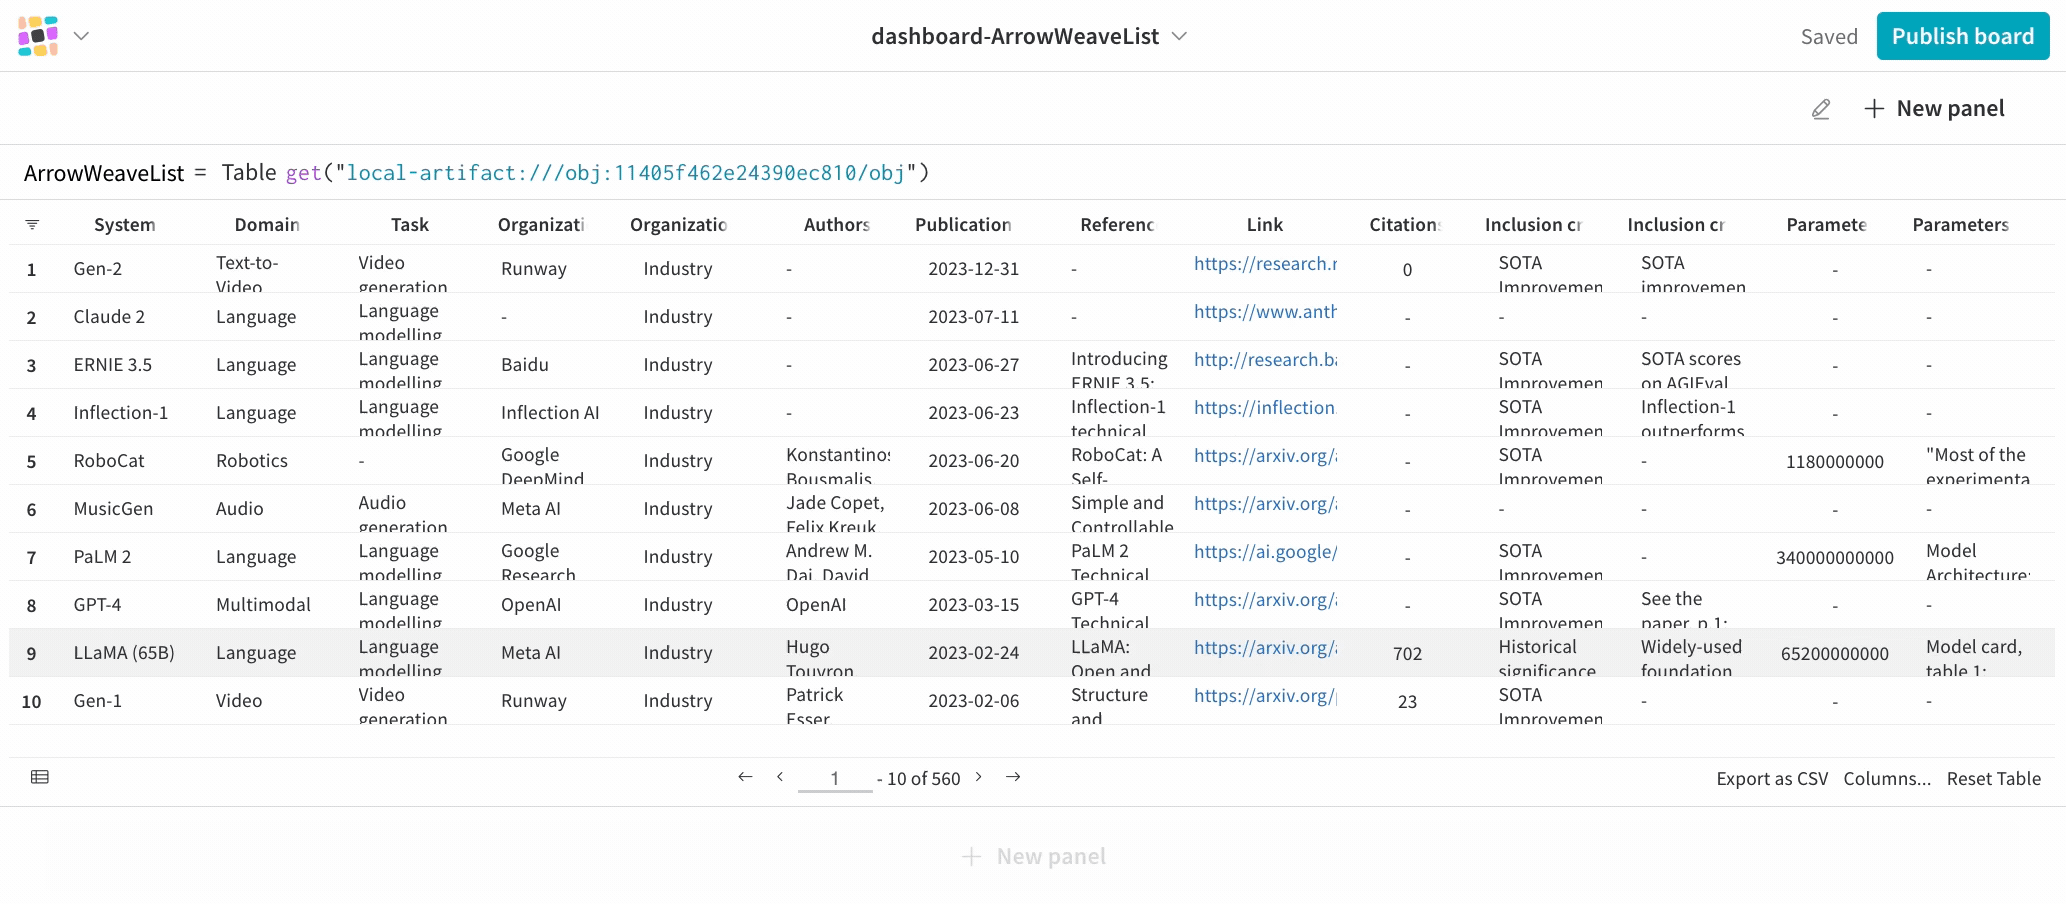 dashboard-ArrowWeaveList
Saved
Publish board
New panel
ArrowWeaveList = Table get("local-artifact:///obj:11405f462e24390ec810/obj")
System Domain Task Organizati Organizatio Authors Publication Referenc Link Citation Inclusion cr Inclusion cr Paramete Parameters
1 Gen-2 Text-to- Video Runway Industry - 2023-12-31 - https://research.r 0 SOTA SOTA - -
Video generation Improvemen improvemen
2 Claude 2 Language Language - Industry - 2023-07-11 - https://www.anth - - - - -
modelling
3 ERNIE 3.5 Language Language Baidu Industry - 2023-06-27 Introducing http://research.ba - SOTA SOTA scores - -
modelling ERNIE 3.5: Improvemen on AGIEval
4 Inflection-1 Language Language Inflection AI Industry - 2023-06-23 Inflection-1 https://inflection. - SOTA Inflection-1 - -
modelling technical Improvemen outperforms
5 RoboCat Robotics - Google Industry Konstantinos 2023-06-20 RoboCat: A https://arxiv.org/a - SOTA - 1180000000 "Most of the
DeepMind Bousmalis, Self- Improvemen experimenta
6 MusicGen Audio Audio Meta AI Industry Jade Copet, 2023-06-08 Simple and https://arxiv.org/a - - - - -
generation Felix Kreuk Controllable
7 PaLM 2 Language Language Google Industry Andrew M. 2023-05-10 PaLM 2 https://ai.google/ - SOTA - 340000000000 Model
modelling Research Dai, David Technical Improvemen Architecture:
8 GPT-4 Multimodal Language OpenAI Industry OpenAI 2023-03-15 GPT-4 https://arxiv.org/a - SOTA See the - -
modelling Technical Improvemen paper, p.1:
9 LLaMA (65B) Language Language Meta AI Industry Hugo 2023-02-24 LLaMA: https://arxiv.org/a 702 Historical Widely-used 65200000000 Model card,
modelling Touvron, Open and significance foundation table 1:
10 Gen-1 Video Video Runway Industry Patrick 2023-02-06 Structure https://arxiv.org/ 23 SOTA - - -
generation Esser, and Improvemen
1 - 10 of 560
Export as CSV Columns... Reset Table
New panel